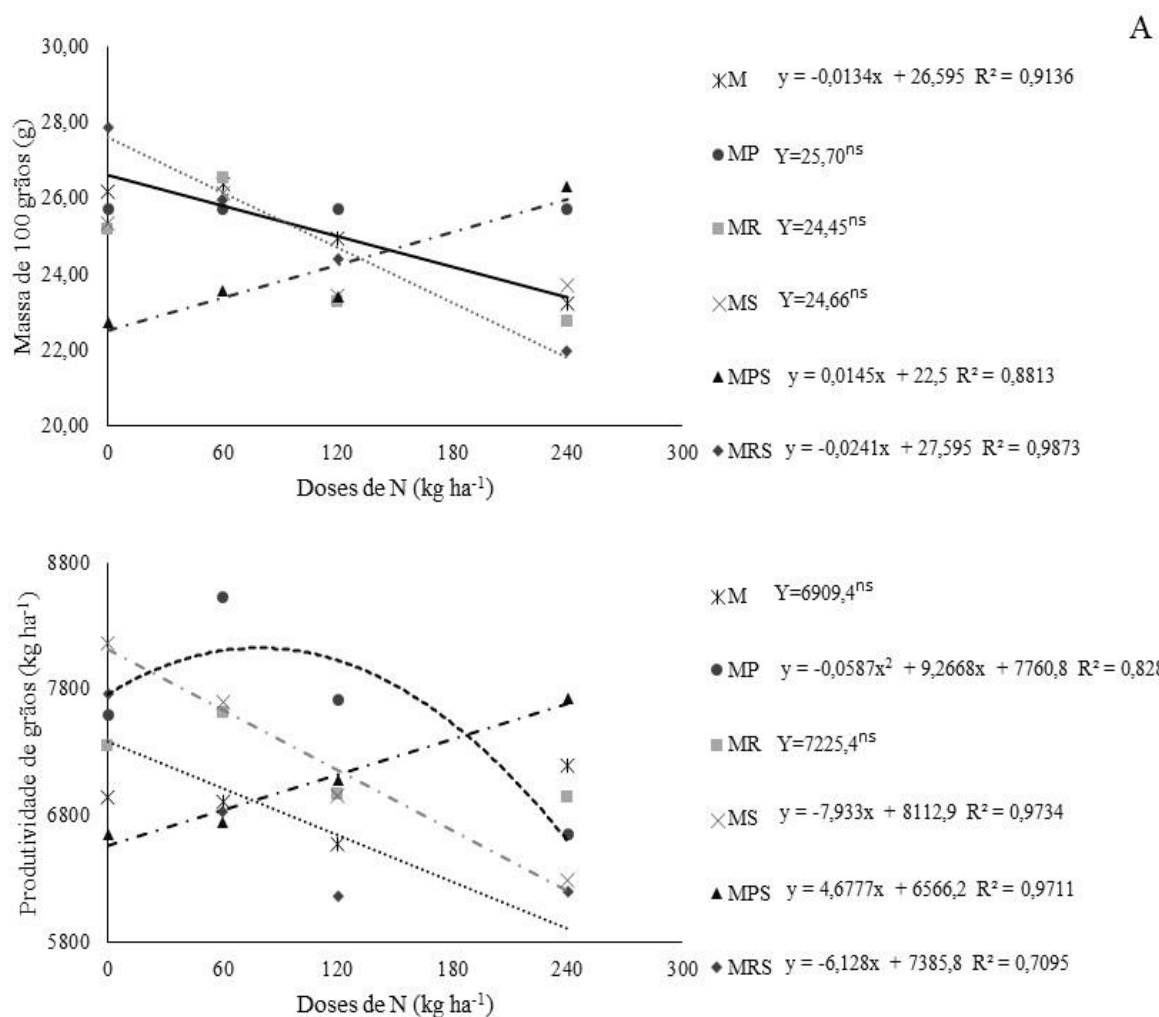 A
30,00
28,00
26,00
24,00
22,00
20,00
Massa de 100 grãos (g)
0 60 120 180 240 300
Doses de N (kg ha-1)
M y = -0,0134x + 26,595 R² = 0,9136
MP Y=25,70ns
MR Y=24,45ns
MS Y=24,66ns
MPS y = 0,0145x + 22,5 R² = 0,8813
MRS y = -0,0241x + 27,595 R² = 0,9873
8800
7800
6800
5800
Produtividade de grãos (kg ha-1)
0 60 120 180 240 300
Doses de N (kg ha-1)
M Y=6909,4ns
MP y = -0,0587x2 + 9,2668x + 7760,8 R² = 0,828
MR Y=7225,4ns
MS y = -7,933x + 8112,9 R² = 0,9734
MPS y = 4,6777x + 6566,2 R² = 0,9711
MRS y = -6,128x + 7385,8 R² = 0,7095